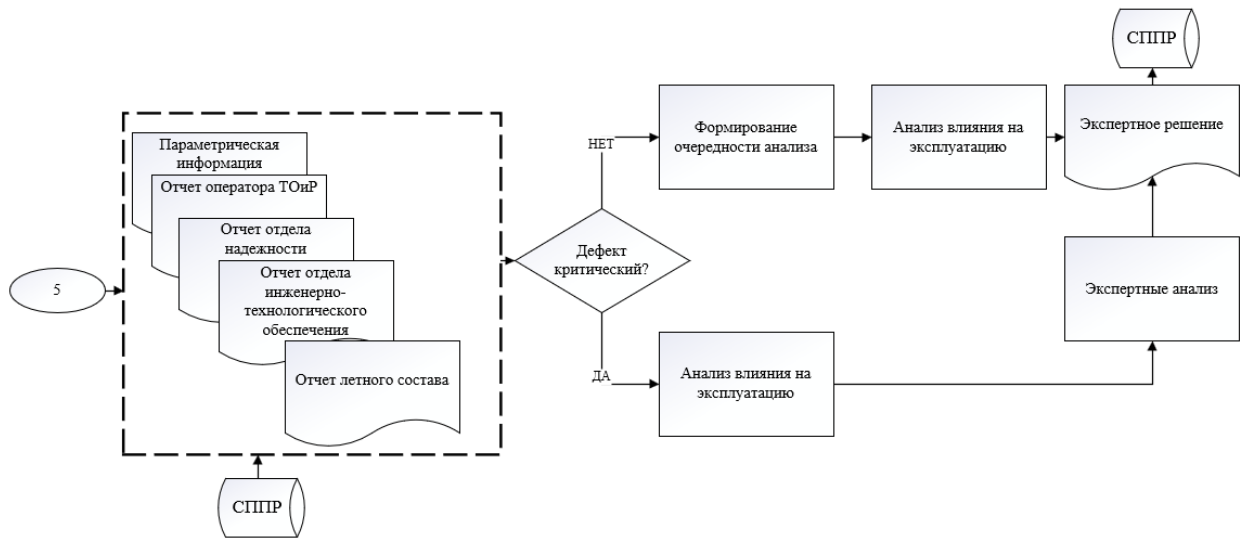 5
Параметрическая
информация
Отчет оператора ТОиР
Отчет отдела
надежности
Отчет отдела
инженерно-
технологического
обеспечения
Отчет летного состава
СППР
Дефект
критический?
НЕТ
Формирование
очередности анализа
Анализ влияния на
эксплуатацию
Экспертное решение
СППР
ДА
Анализ влияния на
эксплуатацию
Экспертные анализ